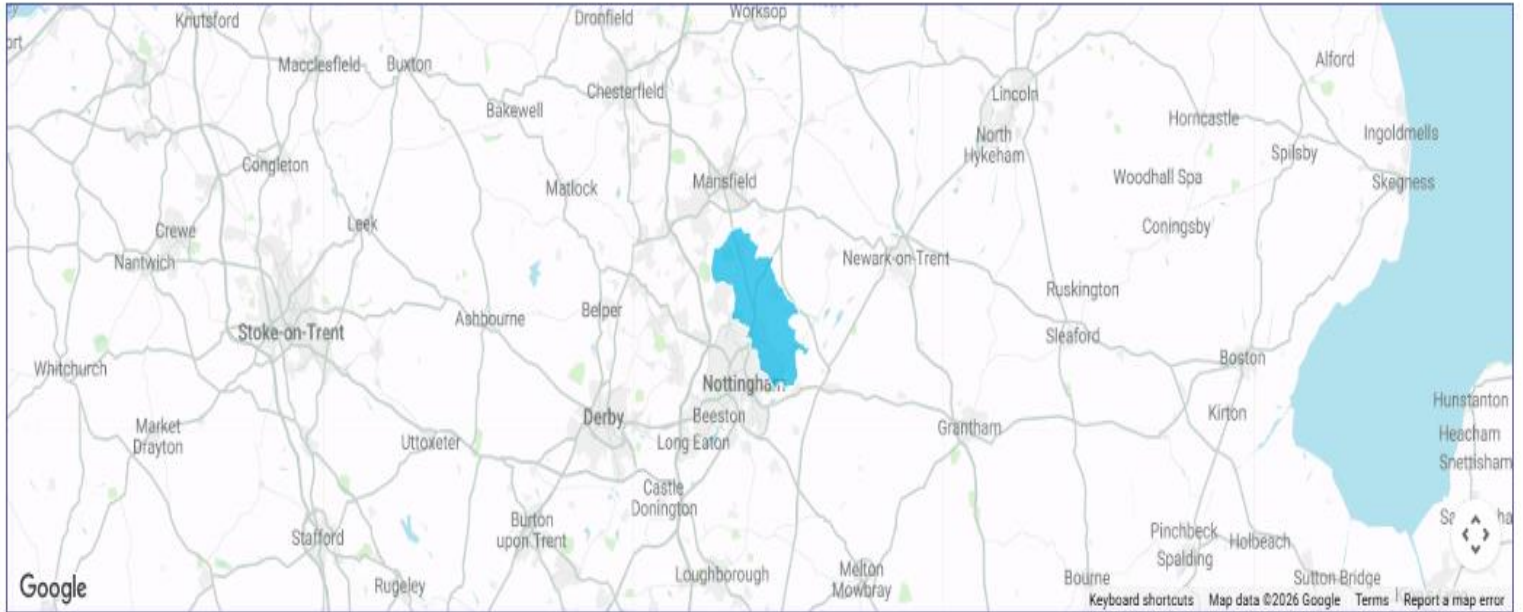 Knutsford
Dronfield
Worksop
ort
Macclesfield
Buxton
Chesterfield
Alford
Bakewell
Lincoln
Horncastle
North
Hykeham
Ingoldmells
Congleton
Spilsby
Matlock
Mansfield
Woodhall Spa
Skegness
Crewe
Leek
Coningsby
Nantwich
Newark-on-Trent
Ruskington
Belper
Ashbourne
Stoke-on-Trent
Sleaford
Whitchurch
Boston
Nottingham
Hunstanton
Derby
Beeston
Kirton
Market
Drayton
Uttoxeter
Long Eaton
Grantham
Heacham
Snettisham
Castle
Donington
Burton
upon Trent
Stafford
Pinchbeck
Spalding
Holbeach
Loughborough
Melton
Mowbray
Rugeley
Bourne
Sutton Bridge
Google
Keyboard shortcuts Map data ©2026 Google Terms Report a map error